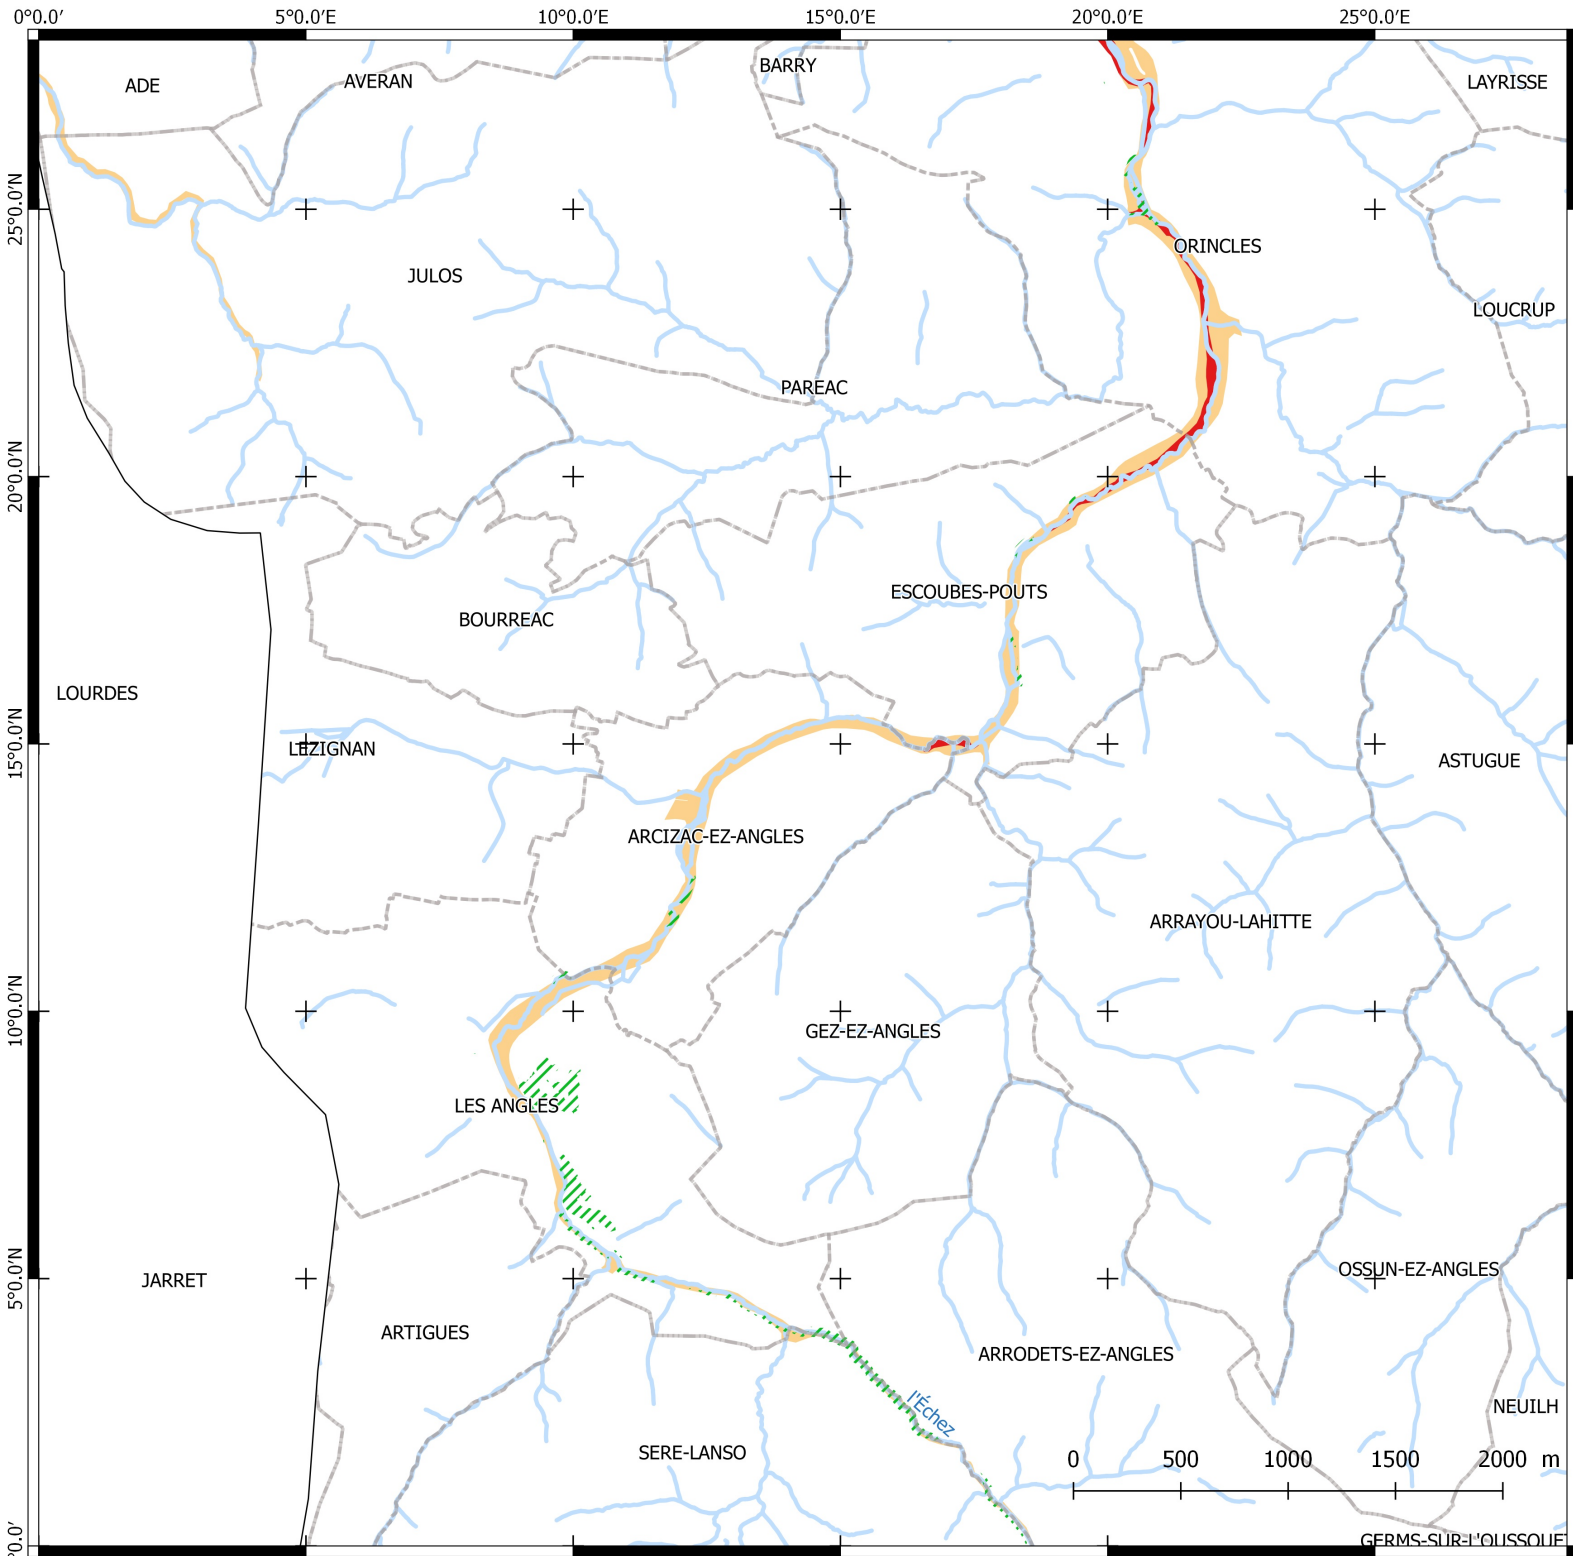 0°0.0′ 5°0.0′E 10°0.0′E 15°0.0′E 20°0.0′E 25°0.0′E
BARRY
ADE AVERAN LAYRISSE
25°0.0′N
ORINCLES
JULOS
LOUCRUP
PAREAC
20°0.0′N
ESCOUBES-POUTS
BOURREAC
LOURDES
15°0.0′N
LEZIGNAN
ASTUGUE
ARCIZAC-EZ-ANGLES
ARRAYOU-LAHITTE
10°0.0′N
GEZ-EZ-ANGLES
LES ANGLES
5°0.0′N
OSSUN-EZ-ANGLES
JARRET
ARTIGUES
ARRODETS-EZ-ANGLES
l'Échez
NEUILH
SERE-LANSO
0 500 1000 1500 2000 m
GERMS-SUR-L'OUSSOUET
0°0.0′